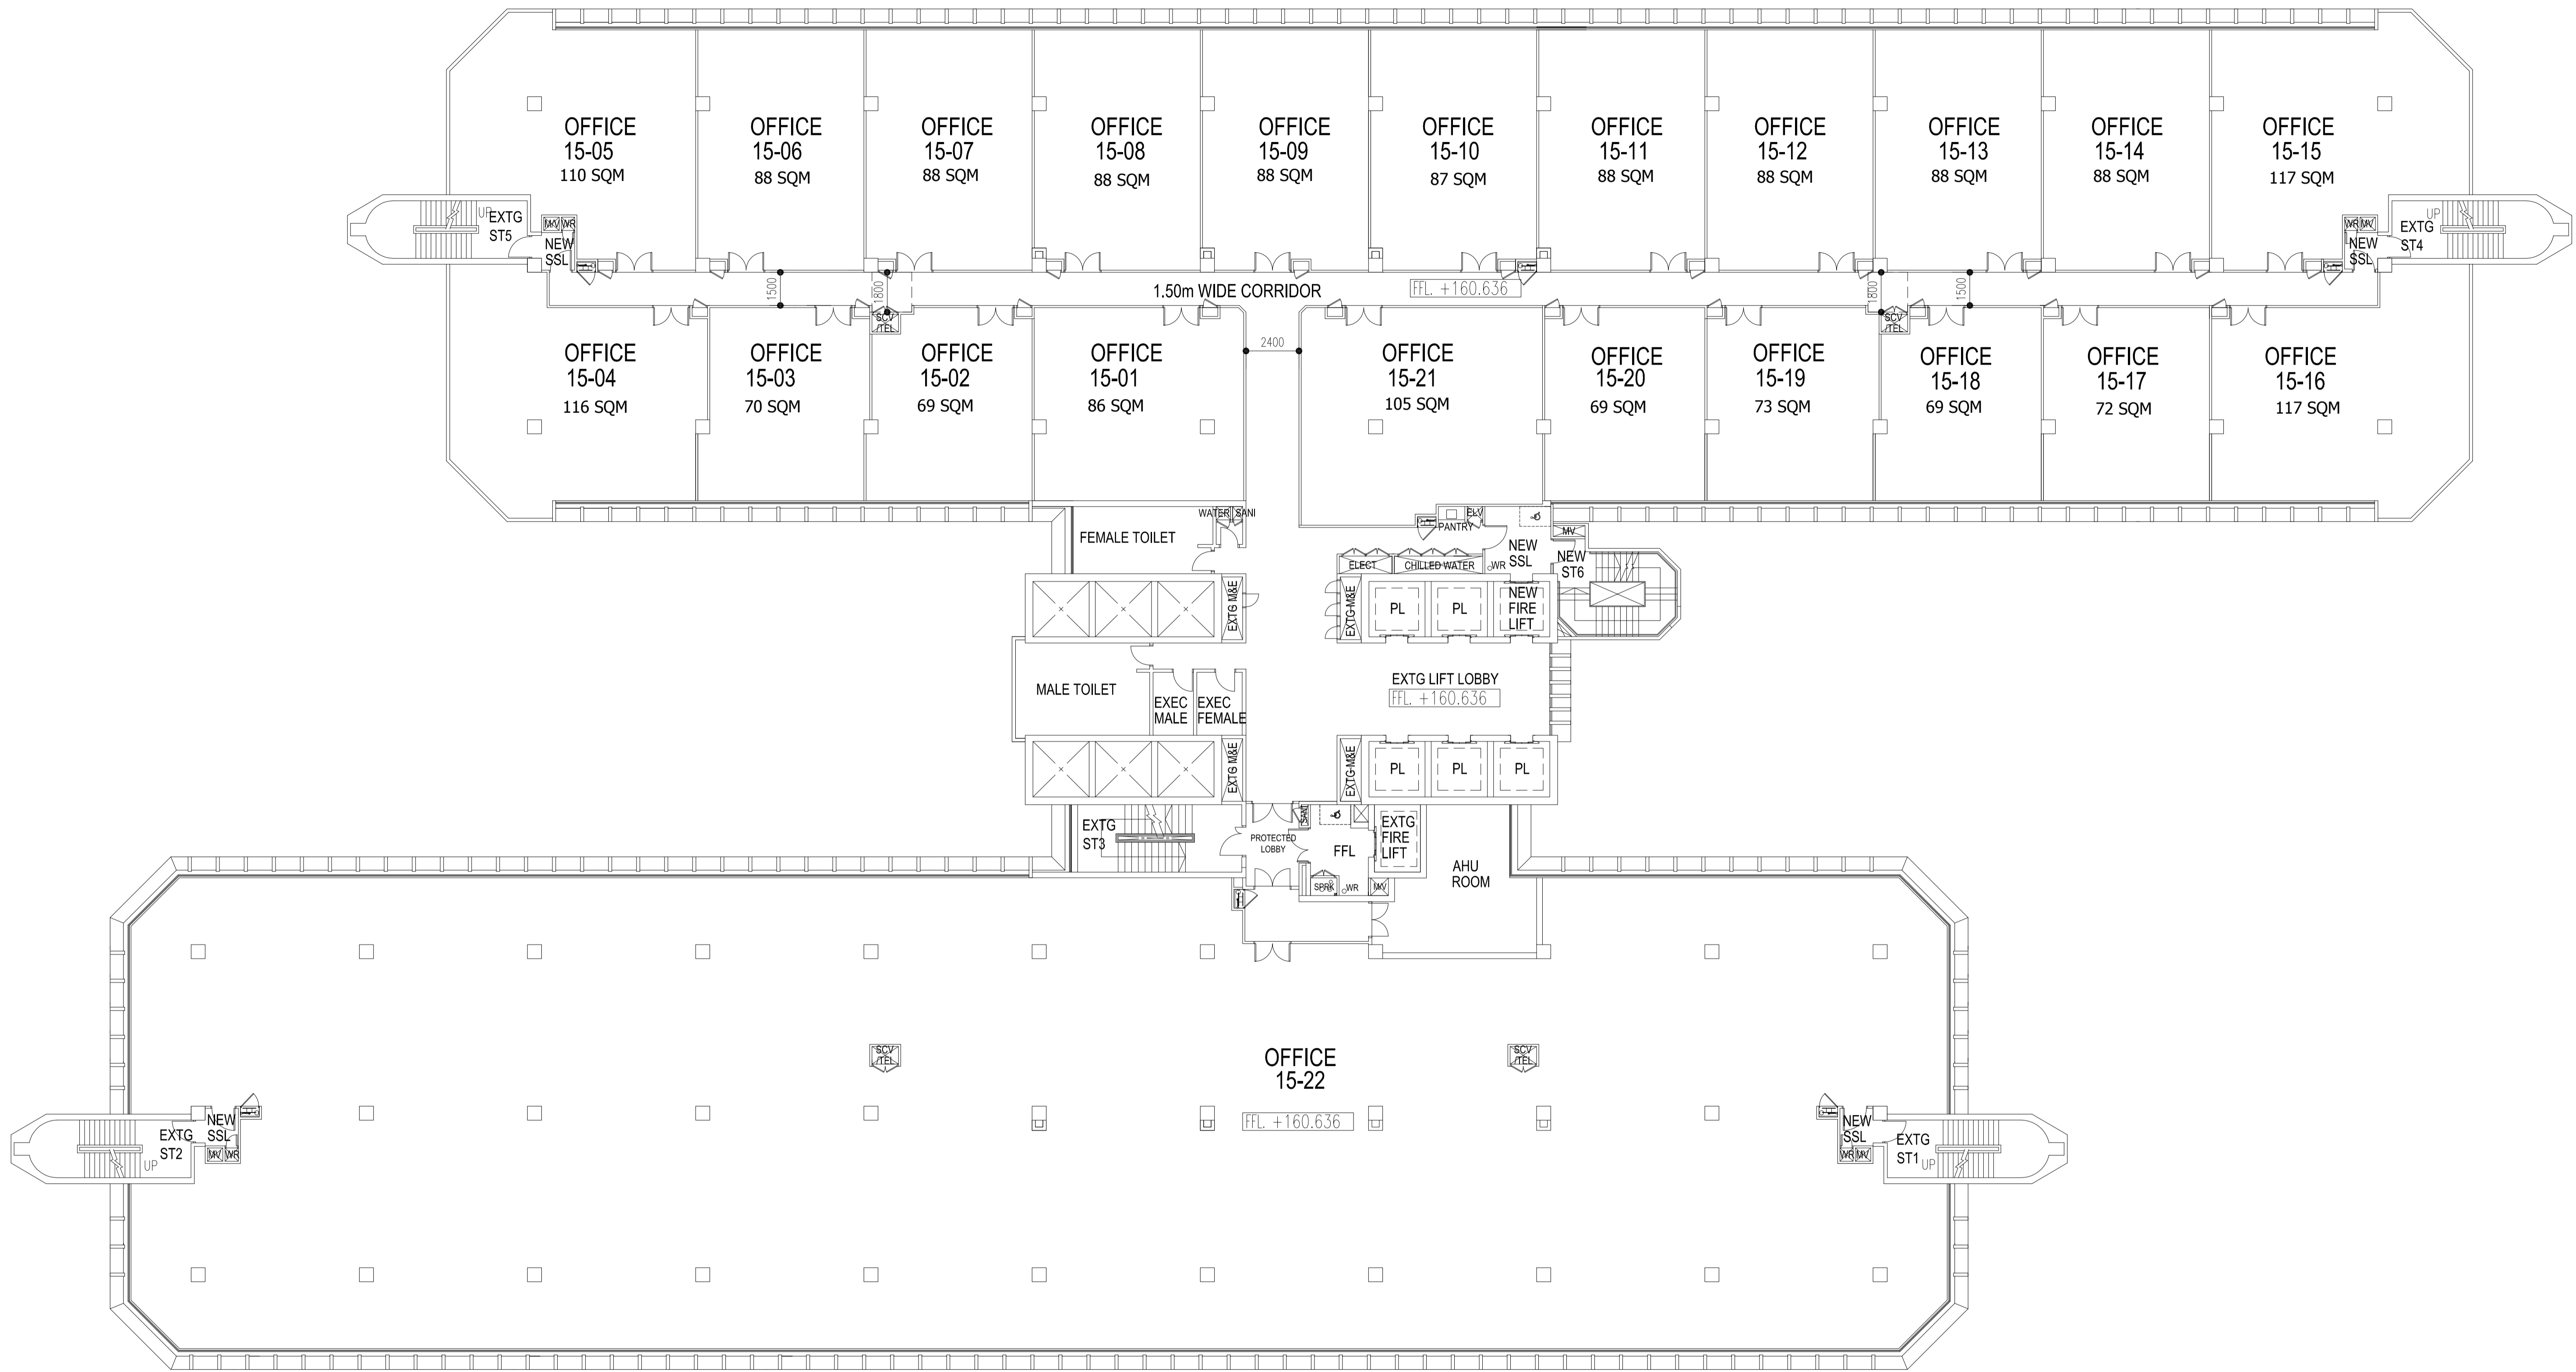 OFFICE
15-05
110 SQM
OFFICE
15-06
88 SQM
OFFICE
15-07
88 SQM
OFFICE
15-08
88 SQM
OFFICE
15-09
88 SQM
OFFICE
15-10
87 SQM
OFFICE
15-11
88 SQM
OFFICE
15-12
88 SQM
OFFICE
15-13
88 SQM
OFFICE
15-14
88 SQM
OFFICE
15-15
117 SQM
UP
EXTG
ST5
MV
WR
NEW
SSL
WR
MV
NEW
SSL
UP
EXTG
ST4
1500
1800
1.50m WIDE CORRIDOR
FFL. +160.636
1800
1500
SCV
/TEL
SCV
/TEL
2400
OFFICE
15-04
116 SQM
OFFICE
15-03
70 SQM
OFFICE
15-02
69 SQM
OFFICE
15-01
86 SQM
OFFICE
15-21
105 SQM
OFFICE
15-20
69 SQM
OFFICE
15-19
73 SQM
OFFICE
15-18
69 SQM
OFFICE
15-17
72 SQM
OFFICE
15-16
117 SQM
WATER
SANI
FEMALE TOILET
ELV
PANTRY
MV
NEW
SSL
NEW
ST6
ELECT
CHILLED WATER
WR
EXTG M&E
EXTG M&E
PL
PL
NEW
FIRE
LIFT
MALE TOILET
EXEC
MALE
EXEC
FEMALE
EXTG LIFT LOBBY
FFL. +160.636
EXTG M&E
EXTG M&E
PL
PL
PL
EXTG
ST3
PROTECTED
LOBBY
SANI
FFL
EXTG
FIRE
LIFT
SPRK
WR
MV
AHU
ROOM
SCV
/TEL
OFFICE
15-22
SCV
/TEL
FFL. +160.636
NEW
SSL
EXTG
ST2
UP
MV
WR
NEW
SSL
WR
MV
EXTG
ST1
UP